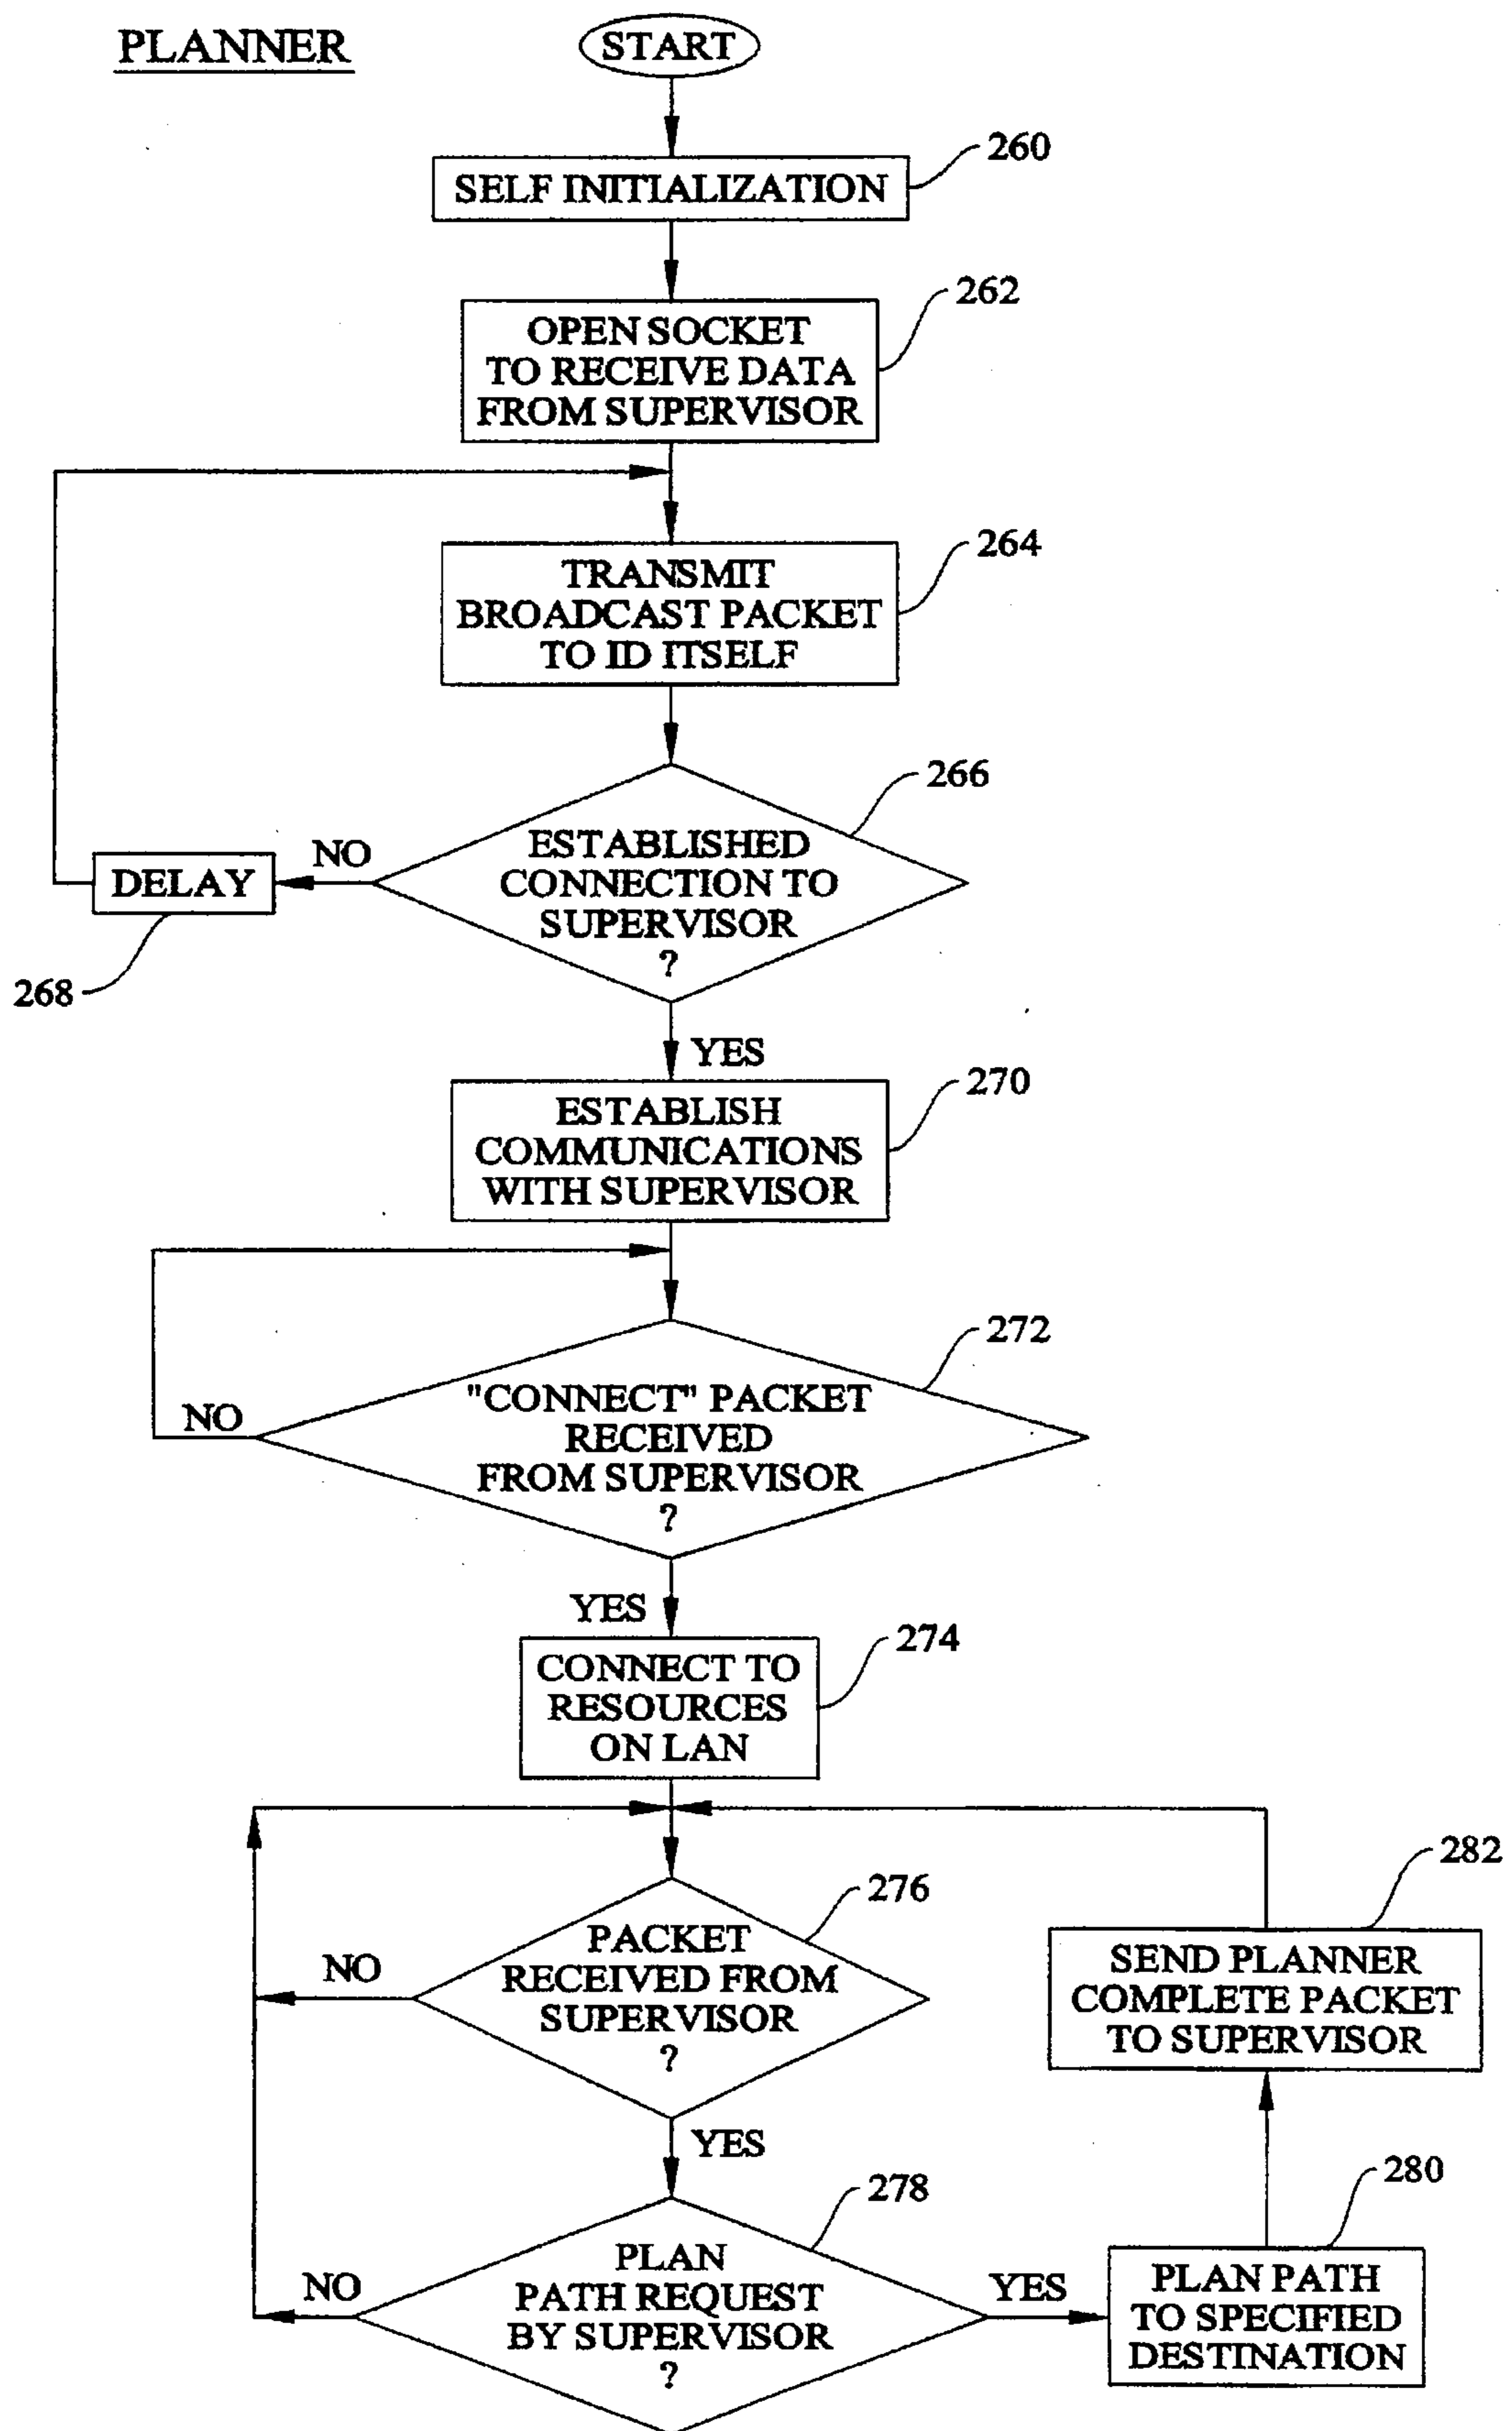 PLANNER
START
260
SELF INITIALIZATION
262
OPEN SOCKET
TO RECEIVE DATA
FROM SUPERVISOR
264
TRANSMIT
BROADCAST PACKET
TO ID ITSELF
266
ESTABLISHED
CONNECTION TO
SUPERVISOR
?
NO
DELAY
268
YES
270
ESTABLISH
COMMUNICATIONS
WITH SUPERVISOR
272
"CONNECT" PACKET
RECEIVED
FROM SUPERVISOR
?
NO
YES
274
CONNECT TO
RESOURCES
ON LAN
276
PACKET
RECEIVED FROM
SUPERVISOR
?
NO
YES
282
SEND PLANNER
COMPLETE PACKET
TO SUPERVISOR
278
PLAN
PATH REQUEST
BY SUPERVISOR
?
NO
YES
280
PLAN PATH
TO SPECIFIED
DESTINATION